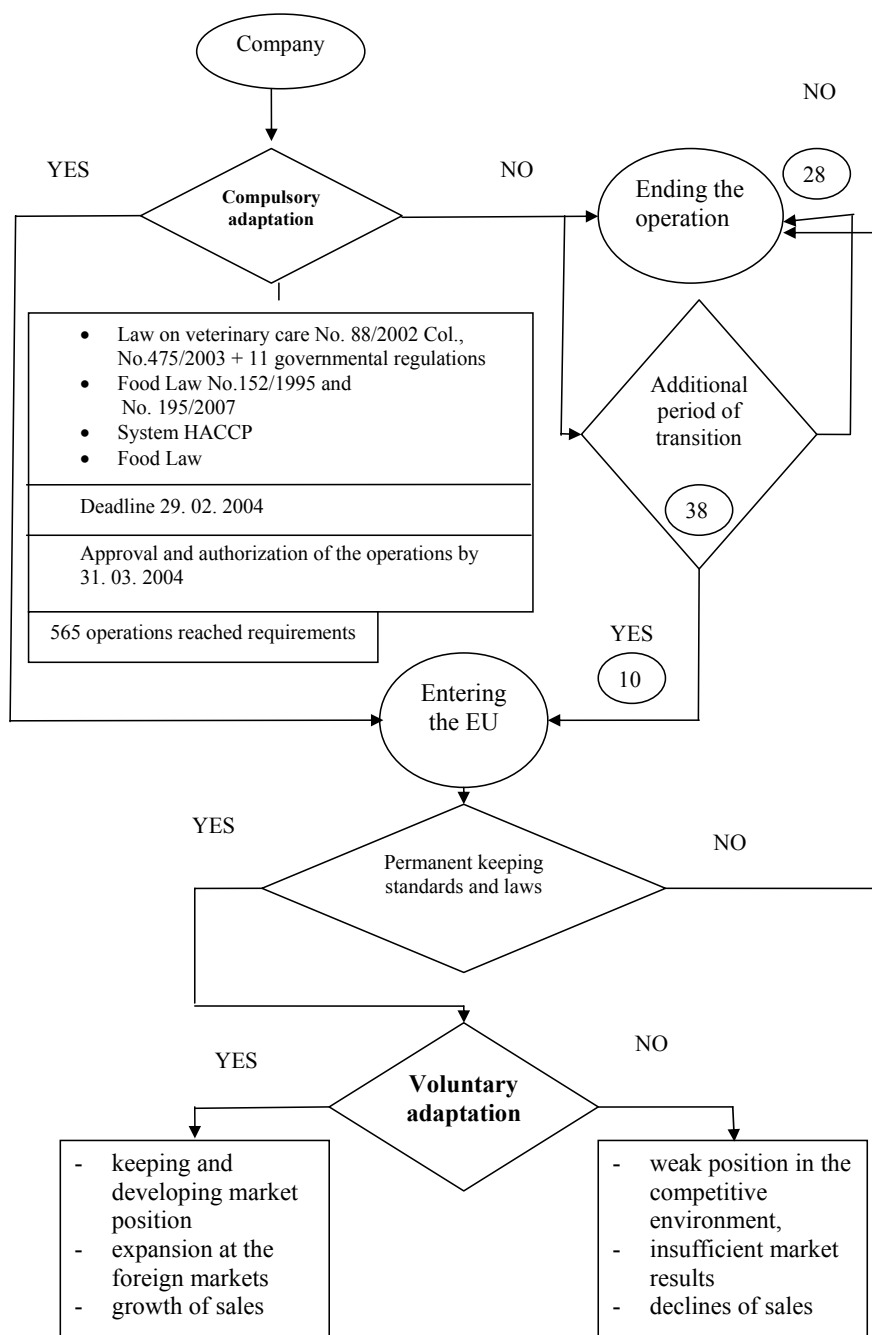 Company
NO
YES
NO
28
Compulsory
adaptation
Ending the
operation
• Law on veterinary care No. 88/2002 Col.,
No.475/2003 + 11 governmental regulations
• Food Law No.152/1995 and
No. 195/2007
• System HACCP
• Food Law
Additional
period of
transition
38
Deadline 29. 02. 2004
Approval and authorization of the operations by
31. 03. 2004
565 operations reached requirements
YES
10
Entering
the EU
YES
NO
Permanent keeping
standards and laws
YES
NO
Voluntary
adaptation
- keeping and
developing market
position
- expansion at the
foreign markets
- growth of sales
- weak position in the
competitive
environment,
- insufficient market
results
- declines of sales